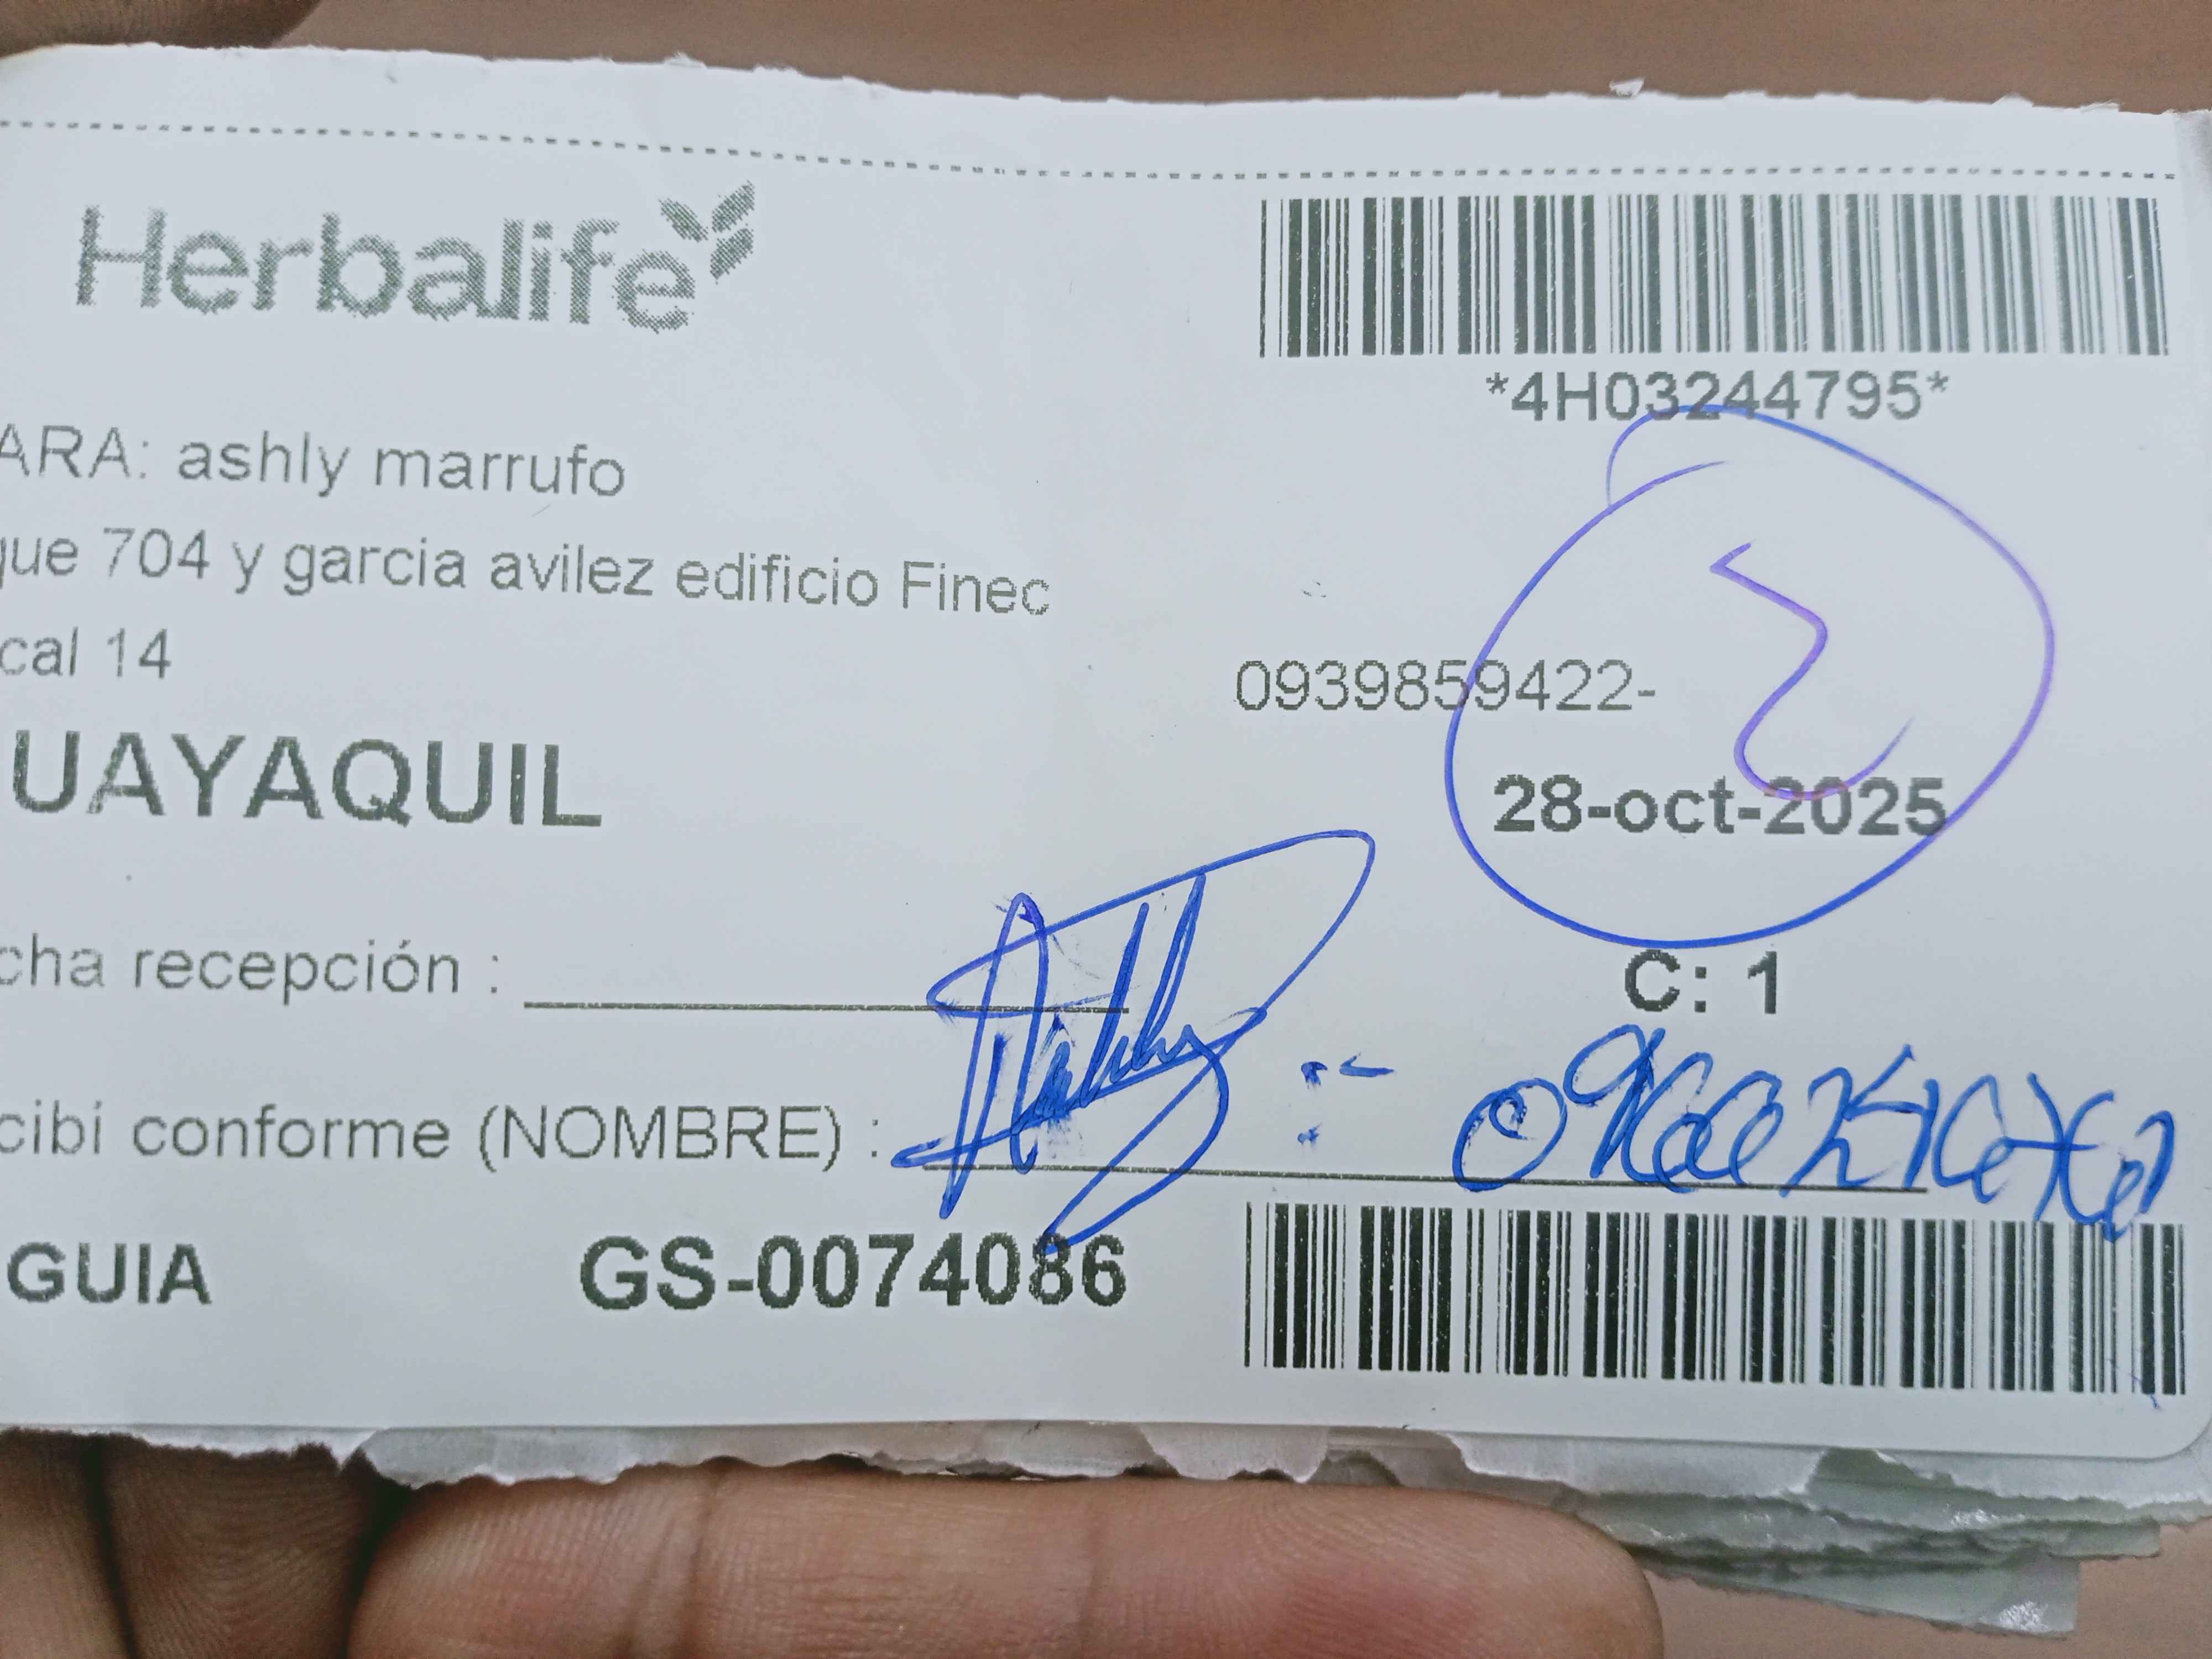 Herbalife
*4H03244795*
ARA: ashly marrufo
que 704 y garcia avilez edificio Finec
cal 14
0939859422-
UAYAQUIL
28-oct-2025
cha recepción :
C: 1
cibí conforme (NOMBRE) :
GUIA GS-0074086